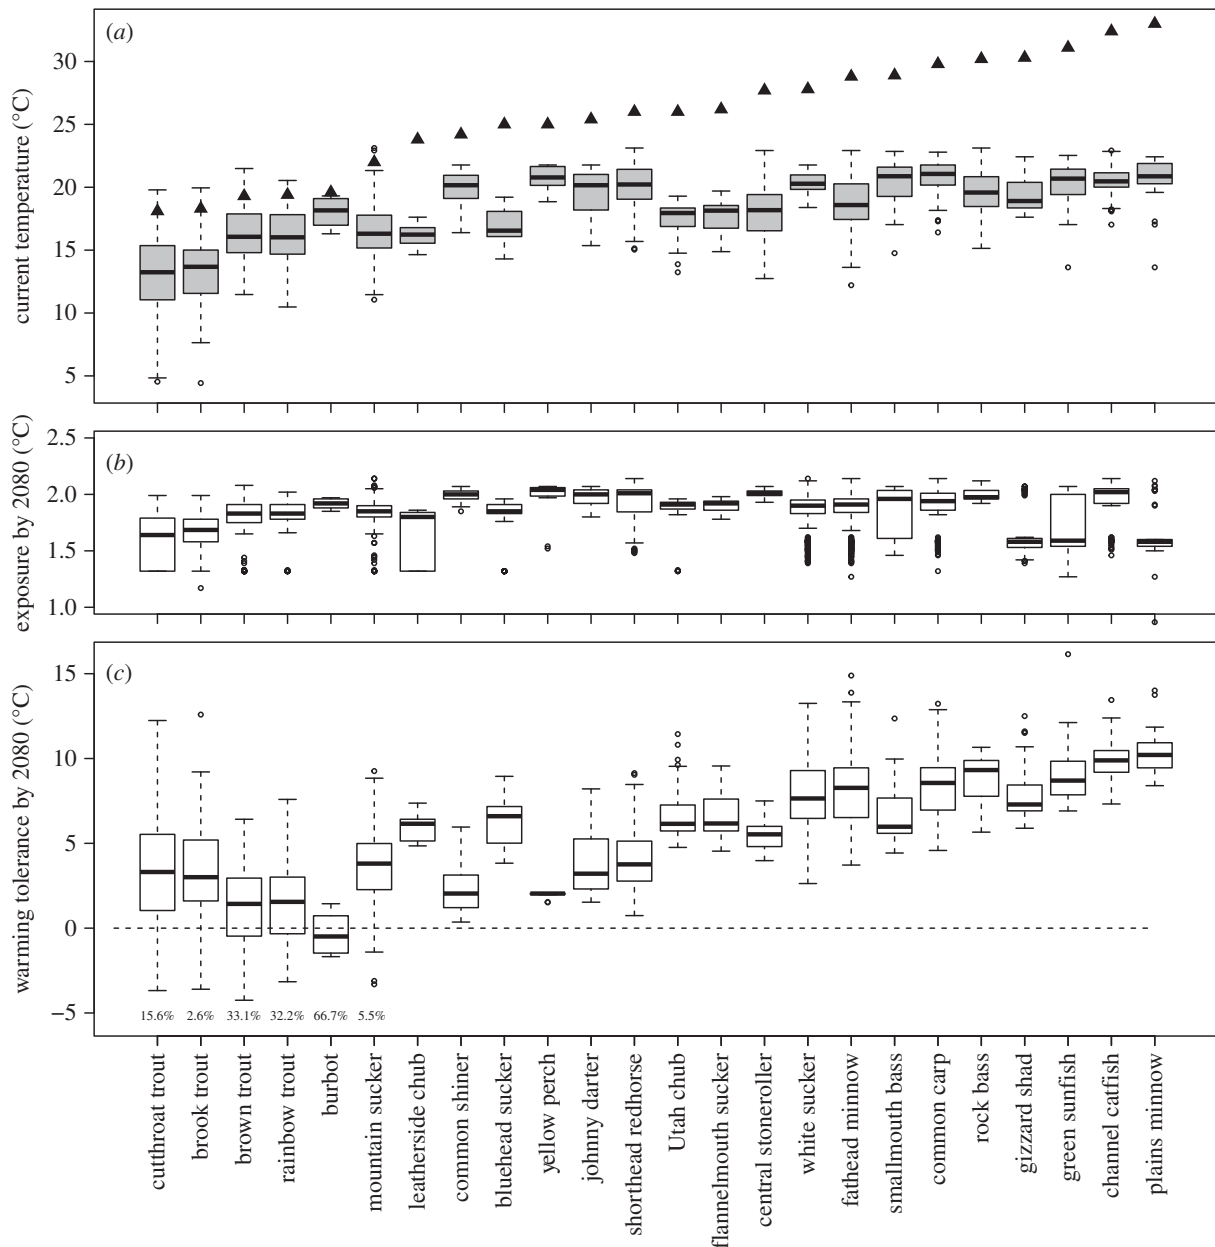 (a)
current temperature (°C)
30
25
20
15
10
5
(b)
exposure by 2080 (°C)
2.5
2.0
1.5
1.0
(c)
warming tolerance by 2080 (°C)
15
10
5
0
−5
15.6% 2.6% 33.1% 32.2% 66.7% 5.5%
cutthroat trout
brook trout
brown trout
rainbow trout
burbot
mountain sucker
leatherside chub
common shiner
bluehead sucker
yellow perch
johnny darter
shorthead redhorse
Utah chub
flannelmouth sucker
central stoneroller
white sucker
fathead minnow
smallmouth bass
common carp
rock bass
gizzard shad
green sunfish
channel catfish
plains minnow